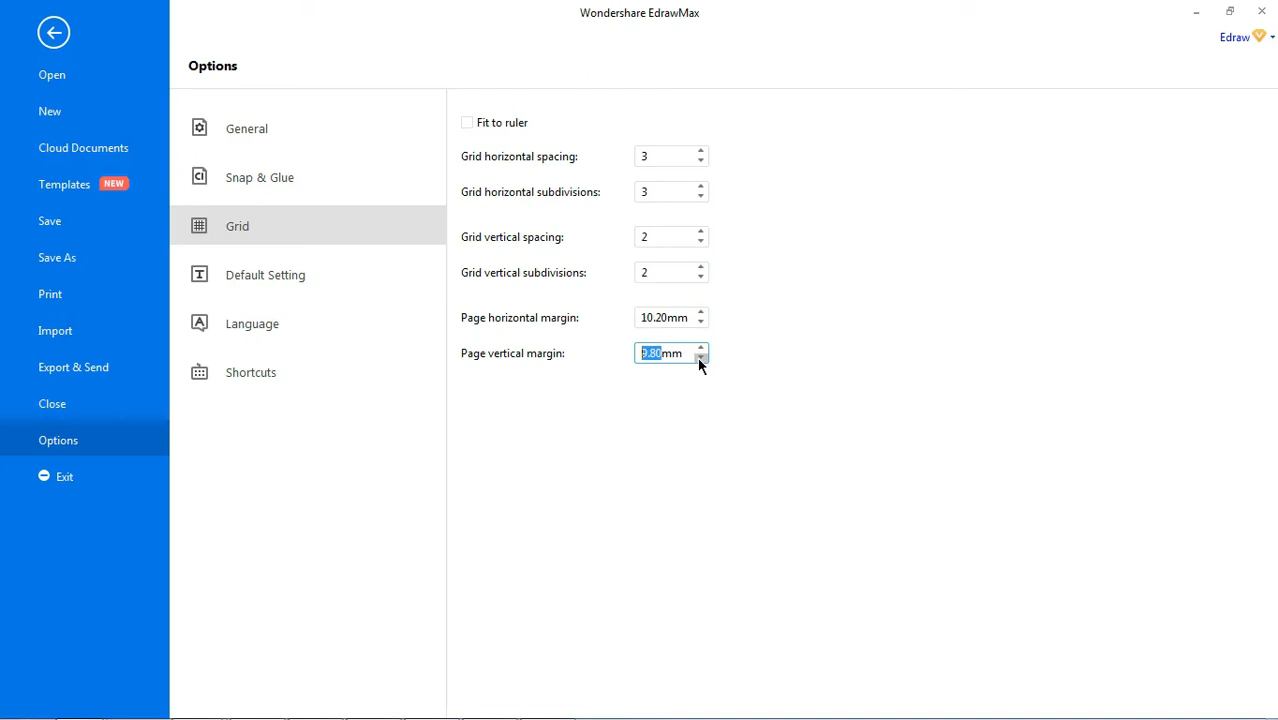 Wondershare EdrawMax
Edraw
Options
Open
New
Cloud Documents
Templates NEW
Save
Save As
Print
Import
Export & Send
Close
Options
Exit
General
Snap & Glue
Grid
Default Setting
Language
Shortcuts
Fit to ruler
Grid horizontal spacing: 3
Grid horizontal subdivisions: 3
Grid vertical spacing: 2
Grid vertical subdivisions: 2
Page horizontal margin: 10.20mm
Page vertical margin: 9.80mm